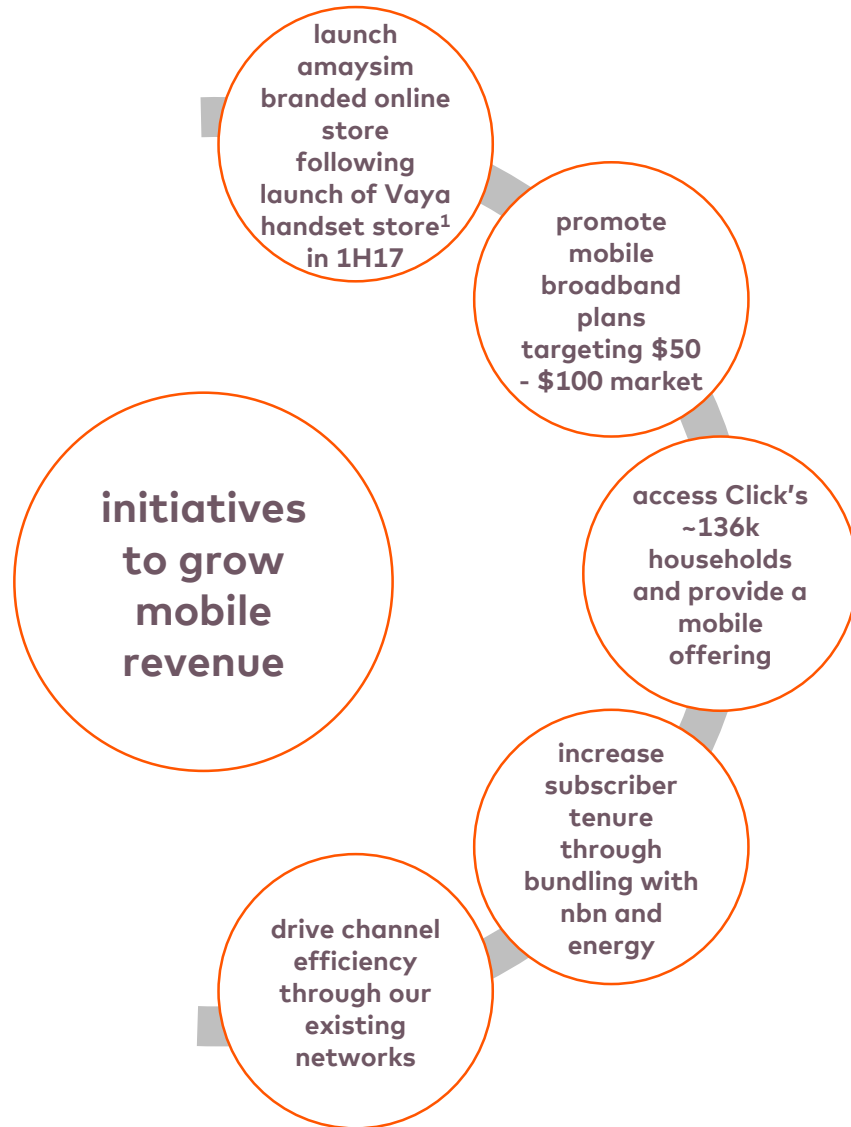 launch
amaysim
branded online
store
following
launch of Vaya
handset store¹
in 1H17
promote
mobile
broadband
plans
targeting $50
- $100 market
initiatives
to grow
mobile
revenue
access Click’s
~136k
households
and provide a
mobile
offering
increase
subscriber
tenure
through
bundling with
nbn and
energy
drive channel
efficiency
through our
existing
networks